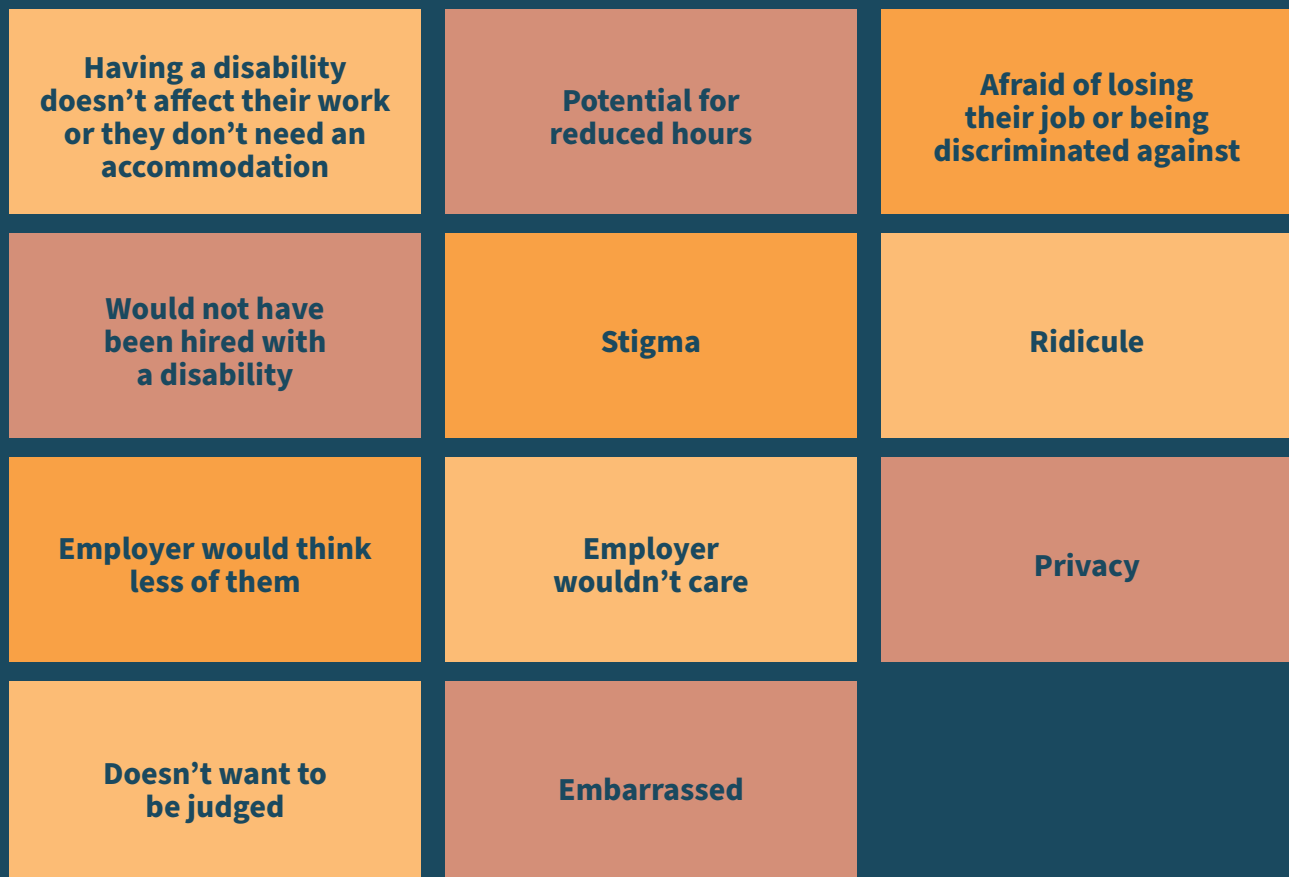 Having a disability
doesn’t affect their work
or they don’t need an
accommodation
Potential for
reduced hours
Afraid of losing
their job or being
discriminated against
Would not have
been hired with
a disability
Stigma
Ridicule
Employer would think
less of them
Employer
wouldn’t care
Privacy
Doesn’t want to
be judged
Embarrassed